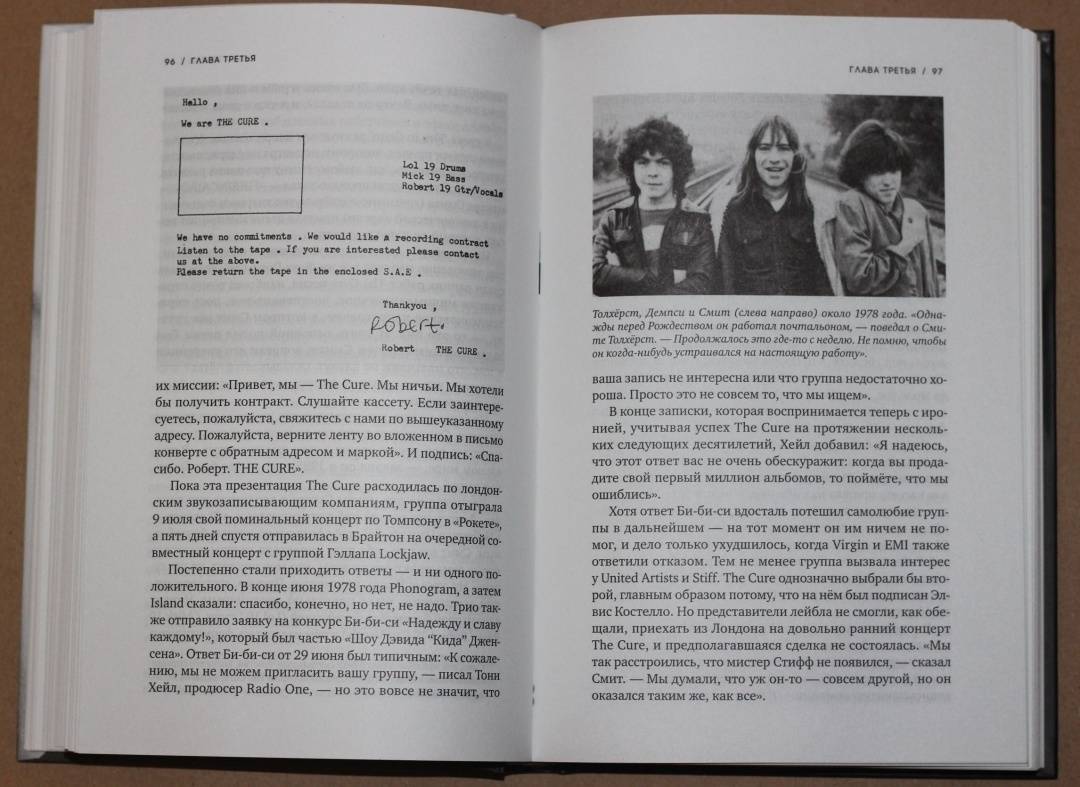 96 / ГЛАВА ТРЕТЬЯ
Hello ,
We are THE CURE .
Lol 19 Drums
Mick 19 Bass
Robert 19 Gtr/Vocals
We have no commitments . We would like a recording contract
Listen to the tape . If you are interested please contact
us at the above.
Please return the tape in the enclosed S.A.E .
Thankyou ,
Robert.
Robert THE CURE .
их миссии: «Привет, мы — The Cure. Мы ничьи. Мы хотели
бы получить контракт. Слушайте кассету. Если заинтере-
суетесь, пожалуйста, свяжитесь с нами по вышеуказанному
адресу. Пожалуйста, верните ленту во вложенном в письмо
конверте с обратным адресом и маркой». И подпись: «Спа-
сибо. Роберт. THE CURE».
Пока эта презентация The Cure расходилась по лондон-
ским звукозаписывающим компаниям, группа отыграла
9 июля свой поминальный концерт по Томпсону в «Рокете»,
а пять дней спустя отправилась в Брайтон на очередной со-
вместный концерт с группой Гэллапа Lockjaw.
Постепенно стали приходить ответы — и ни одного по-
ложительного. В конце июня 1978 года Phonogram, а затем
Island сказали: спасибо, конечно, но нет, не надо. Трио так-
же отправило заявку на конкурс Би-би-си «Надежду и славу
каждому!», который был частью «Шоу Дэвида “Кида” Джен-
сена». Ответ Би-би-си от 29 июня был типичным: «К сожале-
нию, мы не можем пригласить вашу группу, — писал Тони
Хейл, продюсер Radio One, — но это вовсе не значит, что
ГЛАВА ТРЕТЬЯ / 97
Толхёрст, Демпси и Смит (слева направо) около 1978 года. «Одна-
жды перед Рождеством он работал почтальоном, — поведал о Сми-
те Толхёрст. — Продолжалось это где-то с неделю. Не помню, чтобы
он когда-нибудь устраивался на настоящую работу».
ваша запись не интересна или что группа недостаточно хо-
роша. Просто это не совсем то, что мы ищем».
В конце записки, которая воспринимается теперь с иро-
нией, учитывая успех The Cure на протяжении несколь-
ких следующих десятилетий, Хейл добавил: «Я надеюсь,
что этот ответ вас не очень обескуражит: когда вы прода-
дите свой первый миллион альбомов, то поймёте, что мы
ошиблись».
Хотя ответ Би-би-си вдосталь потешил самолюбие груп-
пы в дальнейшем — на тот момент он им ничем не по-
мог, и дело только ухудшилось, когда Virgin и EMI также
ответили отказом. Тем не менее группа вызвала интерес
у United Artists и Stiff. The Cure однозначно выбрали бы вто-
рой, главным образом потому, что на нём был подписан Эл-
вис Костелло. Но представители лейбла не смогли, как обе-
щали, приехать из Лондона на довольно ранний концерт
The Cure, и предполагавшаяся сделка не состоялась. «Мы
так расстроились, что мистер Стифф не появился, — сказал
Смит. — Мы думали, что уж он-то — совсем другой, но он
оказался таким же, как все».